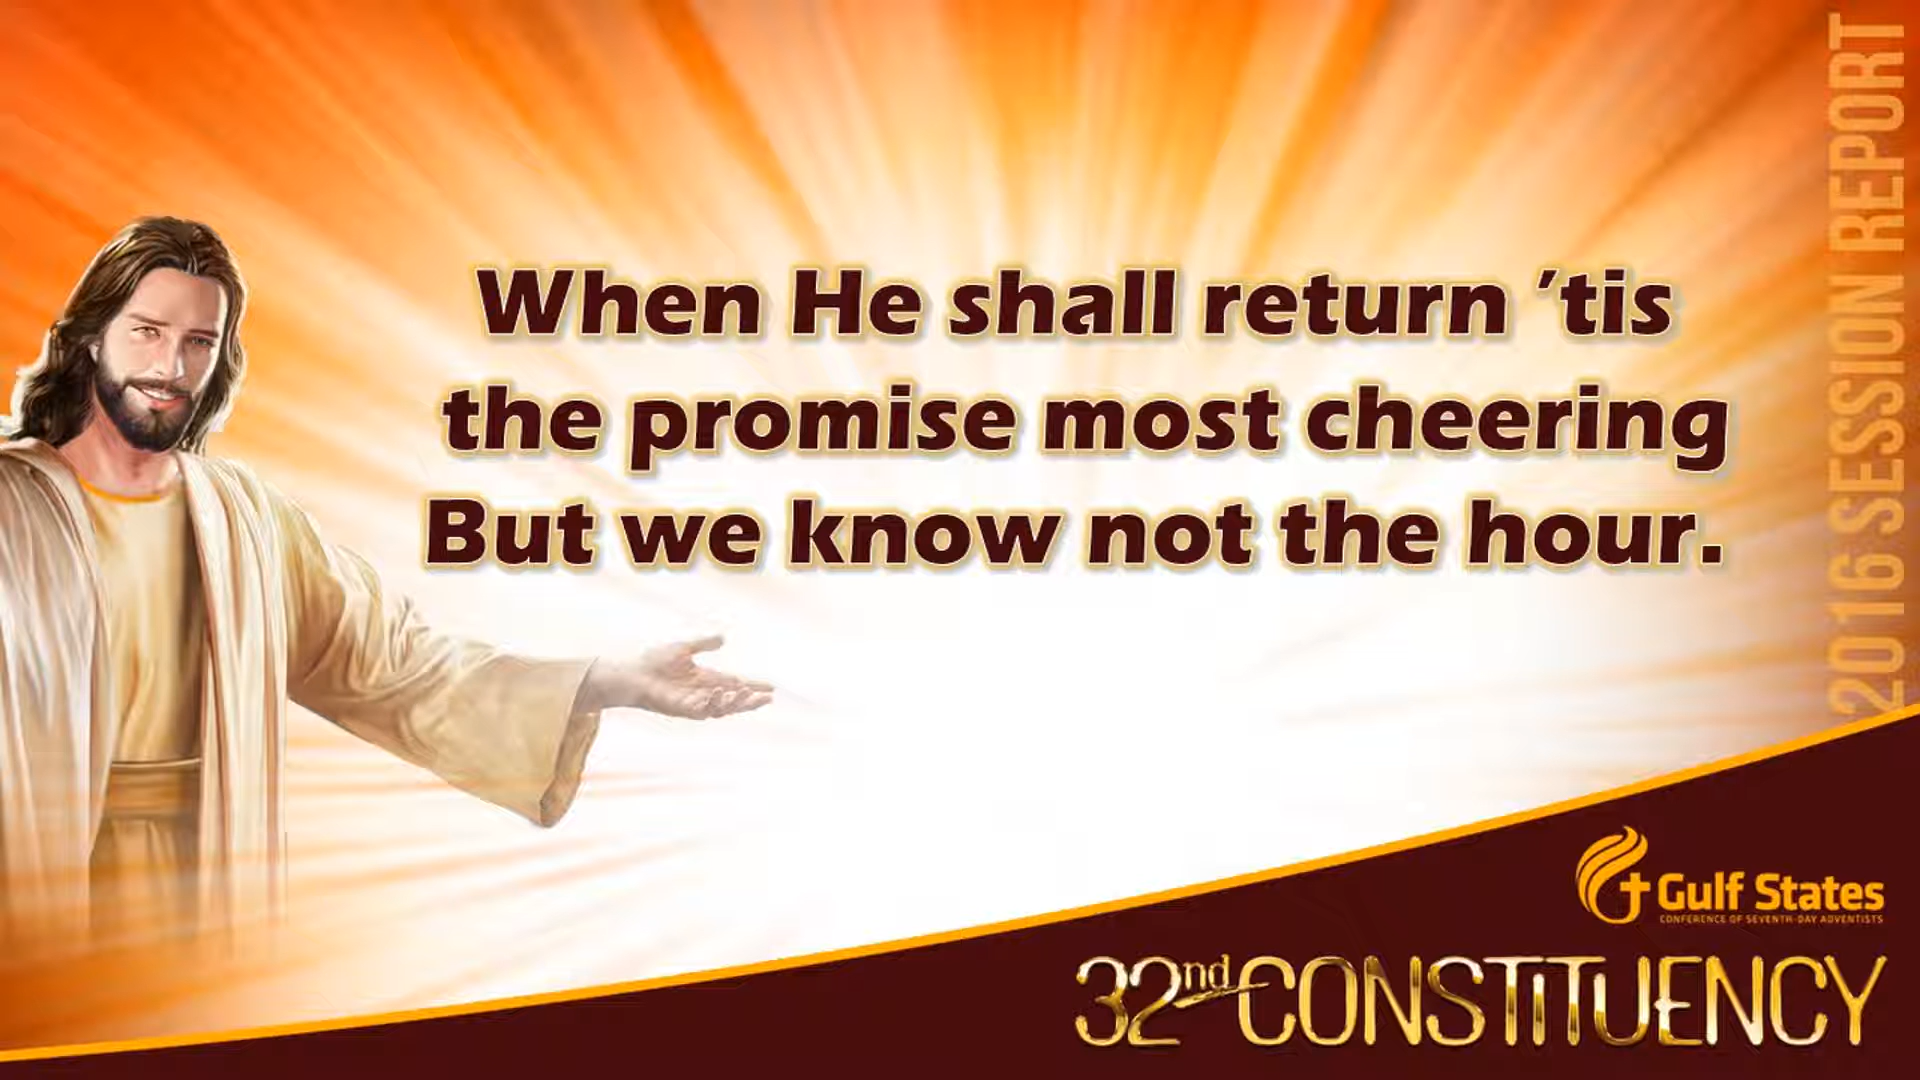 When He shall return ’tis
the promise most cheering
But we know not the hour.
2016 SESSION REPORT
Gulf States
CONFERENCE OF SEVENTH-DAY ADVENTISTS
32nd CONSTITUENCY